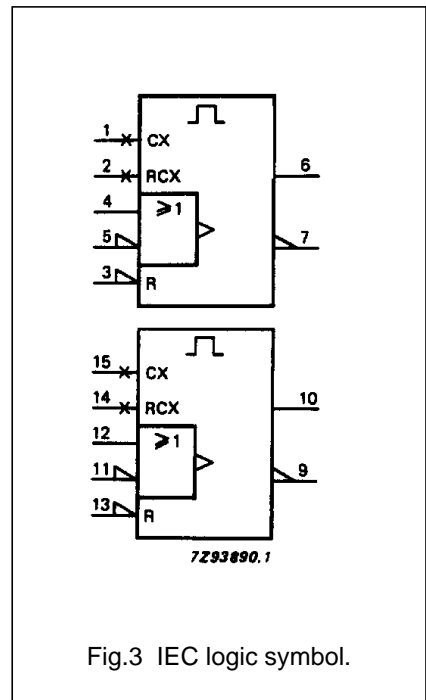 1 CX
2 RCX
4 ≥1
5
3 R
6
7
15 CX
14 RCX
12 ≥1
11
13 R
10
9
7Z93890.1
Fig.3 IEC logic symbol.